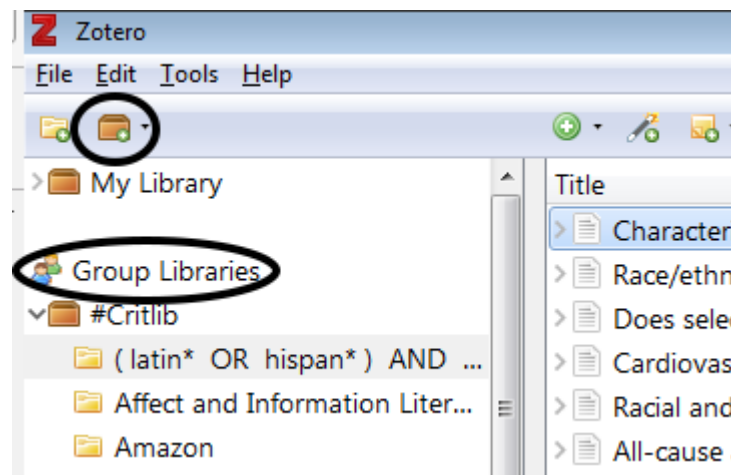 Z Zotero
File Edit Tools Help
My Library
Title
Character
Group Libraries
Race/ethn
#Critlib
Does sele
( latin* OR hispan* ) AND ...
Cardiovas
Affect and Information Liter...
Racial and
Amazon
All-cause